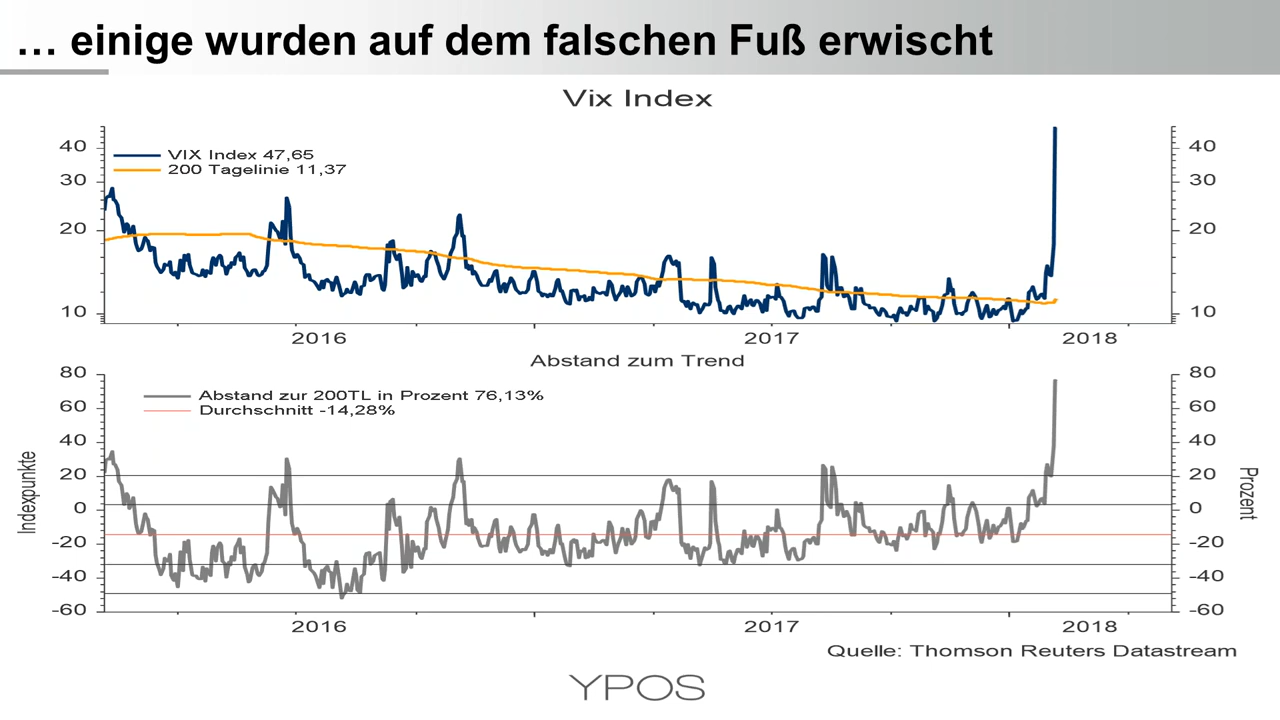 … einige wurden auf dem falschen Fuß erwischt
Vix Index
40
30
20
10
VIX Index 47,65
200 Tagelinie 11,37
40
30
20
10
2016
2017
2018
Abstand zum Trend
80
60
40
20
0
-20
-40
-60
Indexpunkte
Abstand zur 200TL in Prozent 76,13%
Durchschnitt -14,28%
80
60
40
20
0
-20
-40
-60
Prozent
2016
2017
2018
Quelle: Thomson Reuters Datastream
YPOS